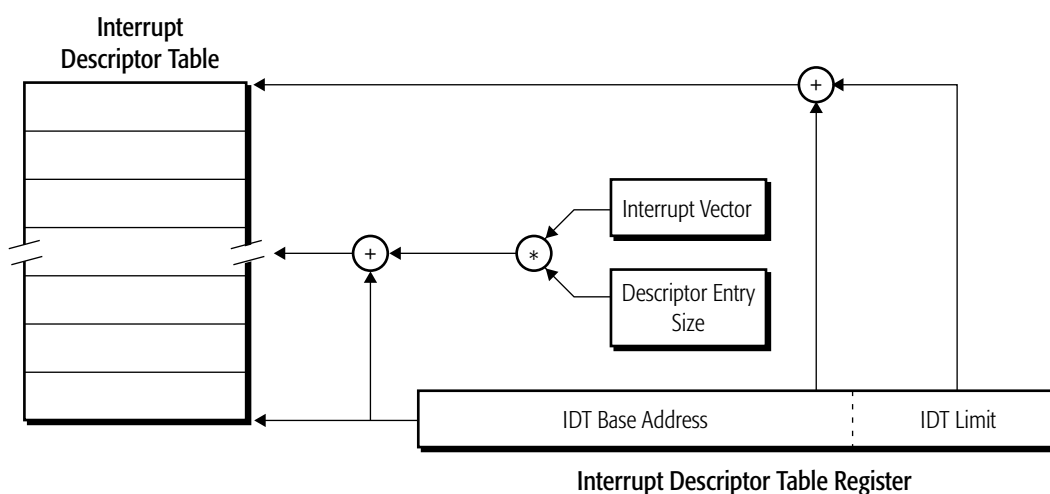 Interrupt
Descriptor Table
+
Interrupt Vector
+
*
Descriptor Entry
Size
IDT Base Address
IDT Limit
Interrupt Descriptor Table Register